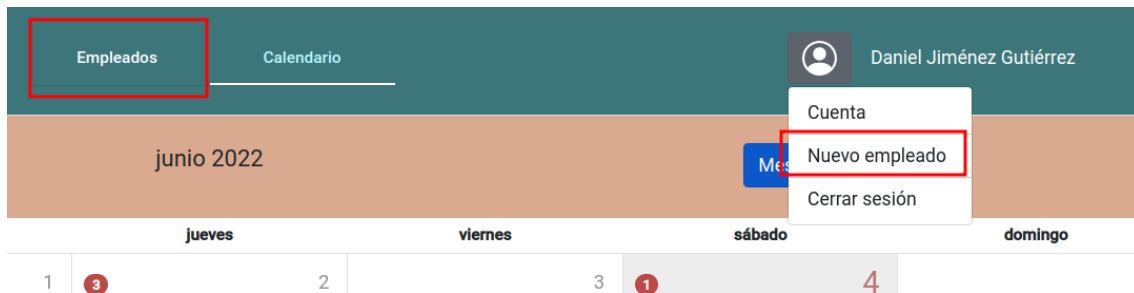 Empleados Calendario Daniel Jiménez Gutiérrez
Cuenta
junio 2022 Mes Nuevo empleado
Cerrar sesión
jueves viernes sábado domingo
1 3 2 3 1 4